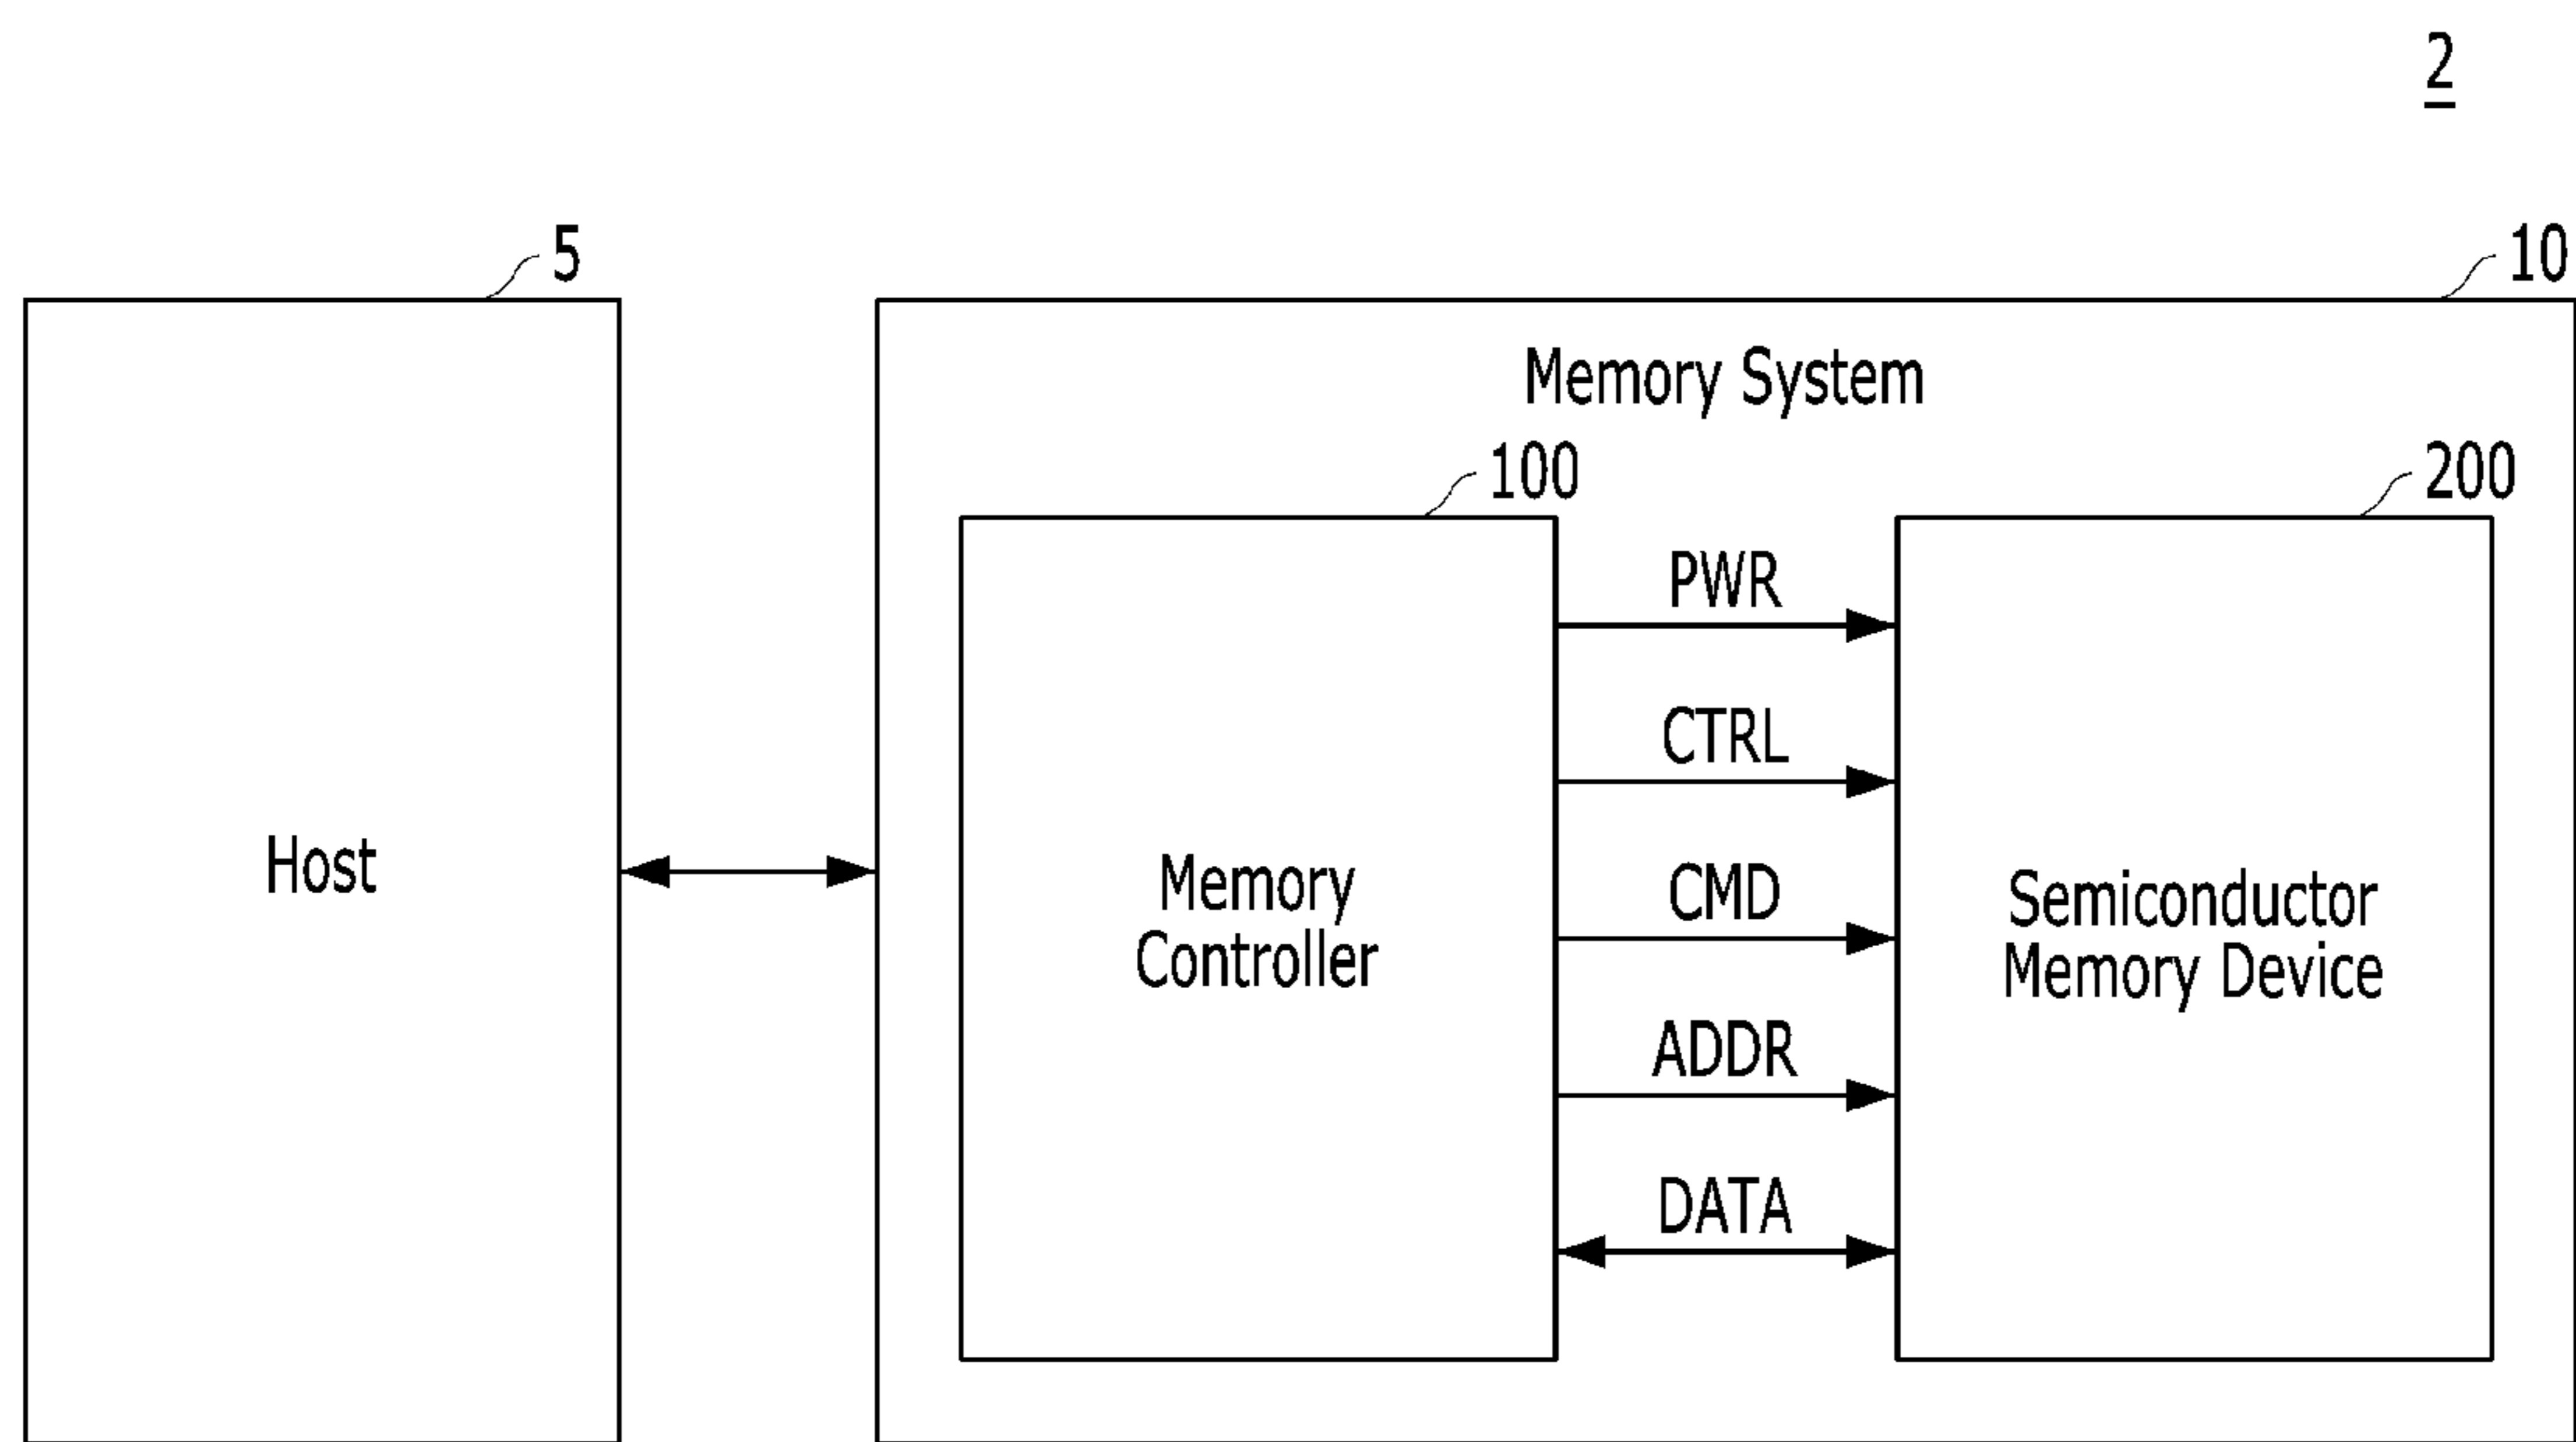 2
5
10
Memory System
100
200
PWR
CTRL
Host
Memory
Controller
CMD
Semiconductor
Memory Device
ADDR
DATA